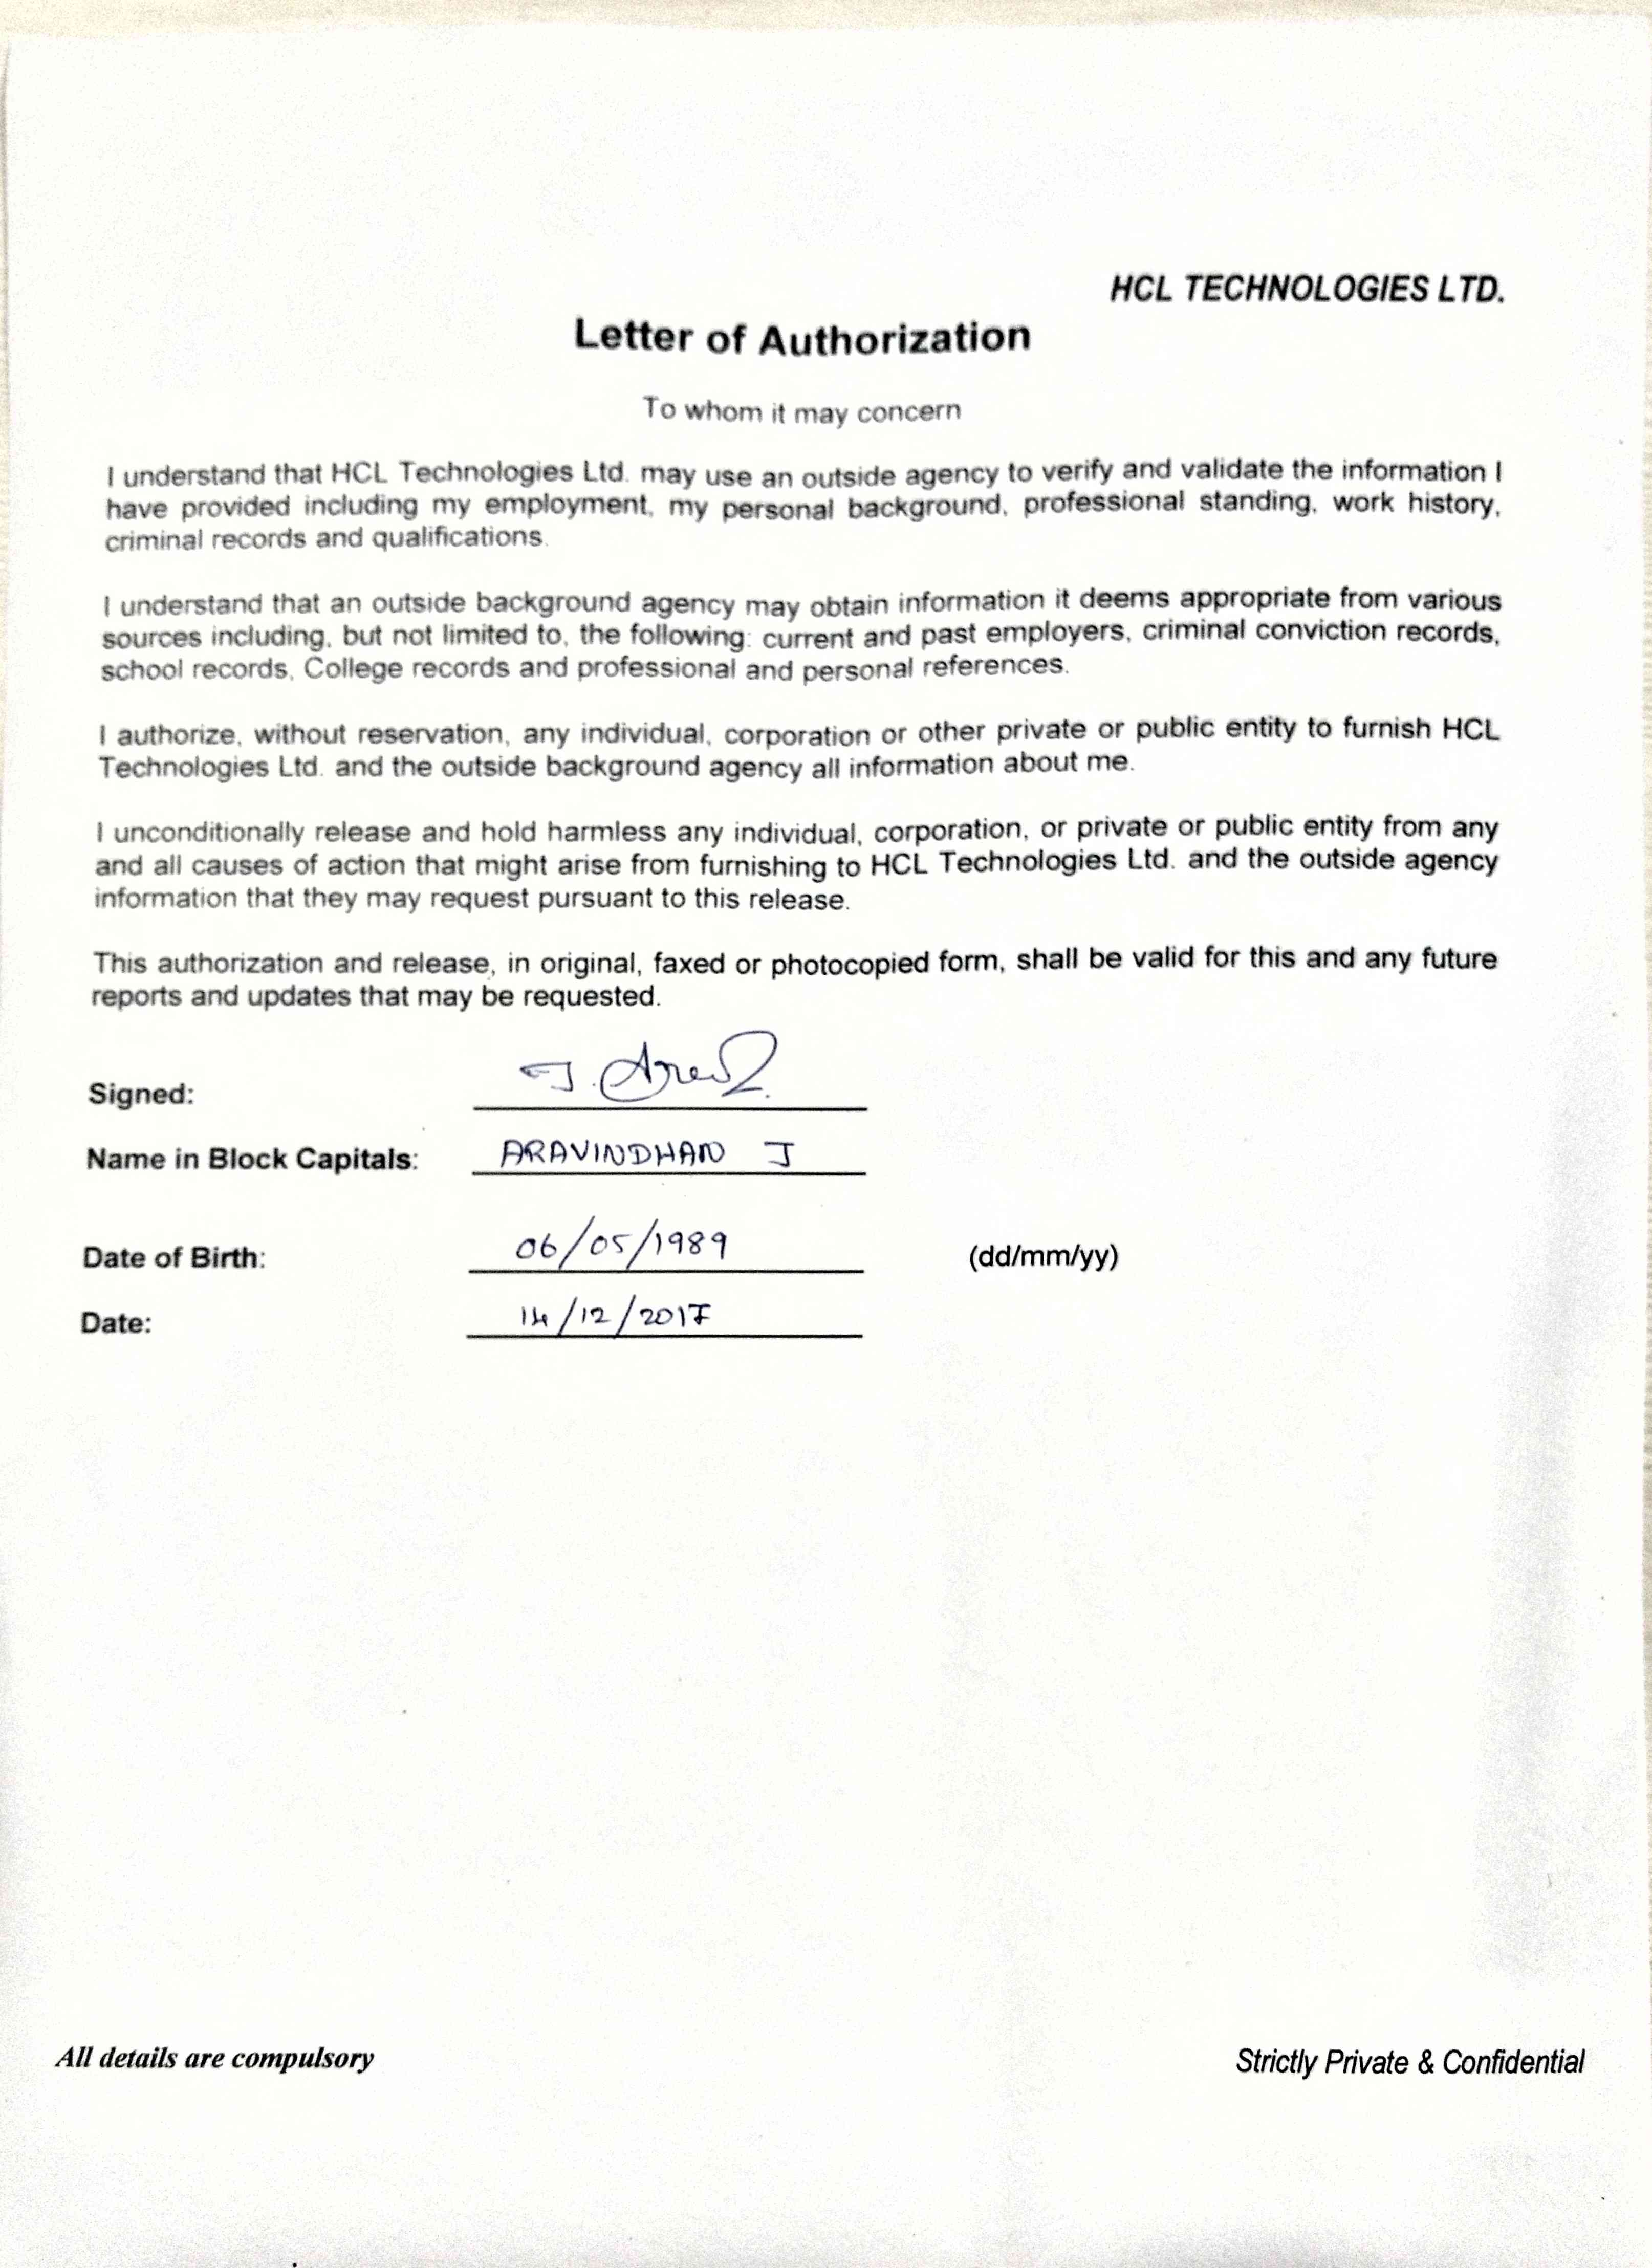 HCL TECHNOLOGIES LTD.
Letter of Authorization
To whom it may concern
I understand that HCL Technologies Ltd. may use an outside agency to verify and validate the information I
have provided including my employment, my personal background, professional standing, work history,
criminal records and qualifications.
I understand that an outside background agency may obtain information it deems appropriate from various
sources including, but not limited to, the following: current and past employers, criminal conviction records,
school records, College records and professional and personal references.
I authorize, without reservation, any individual, corporation or other private or public entity to furnish HCL
Technologies Ltd. and the outside background agency all information about me.
I unconditionally release and hold harmless any individual, corporation, or private or public entity from any
and all causes of action that might arise from furnishing to HCL Technologies Ltd. and the outside agency
information that they may request pursuant to this release.
This authorization and release, in original, faxed or photocopied form, shall be valid for this and any future
reports and updates that may be requested.
Signed: J.
Name in Block Capitals: ARAVINDHAN J
Date of Birth: 06/05/1989 (dd/mm/yy)
Date: 14/12/2017
All details are compulsory Strictly Private & Confidential